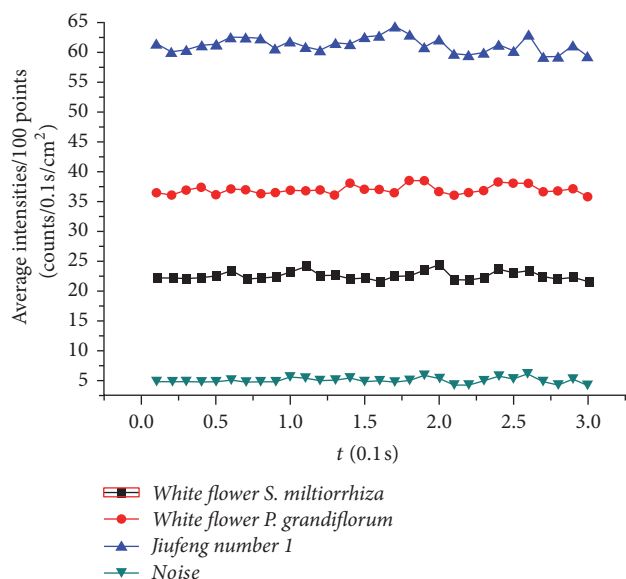 Average intensities/100 points
(counts/0.1s/cm²)
65
60
55
50
45
40
35
30
25
20
15
10
5
0.0 0.5 1.0 1.5 2.0 2.5 3.0
t (0.1s)
White flower S. miltiorrhiza
White flower P. grandiflorum
Jiufeng number 1
Noise